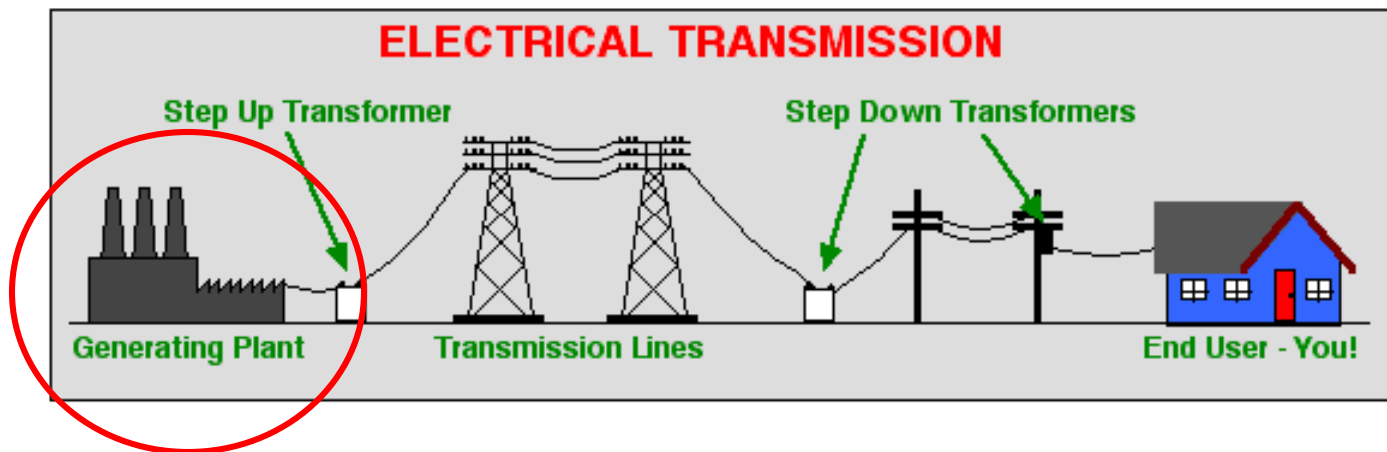 ELECTRICAL TRANSMISSION
Step Up Transformer
Step Down Transformers
Generating Plant
Transmission Lines
End User - You!